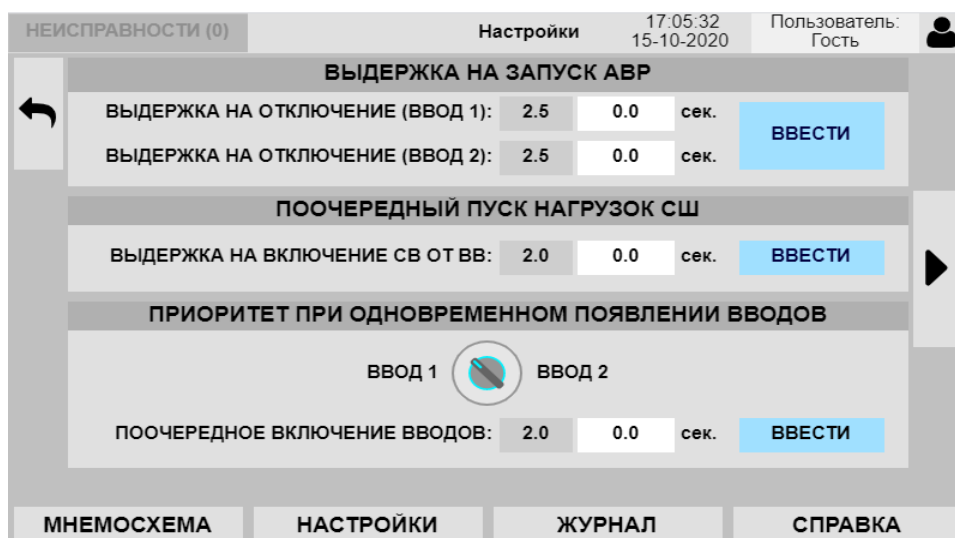 НЕИСПРАВНОСТИ (0) Настройки 17:05:32 Пользователь:
15-10-2020 Гость
ВЫДЕРЖКА НА ЗАПУСК АВР
ВЫДЕРЖКА НА ОТКЛЮЧЕНИЕ (ВВОД 1): 2.5 0.0 сек.
ВВЕСТИ
ВЫДЕРЖКА НА ОТКЛЮЧЕНИЕ (ВВОД 2): 2.5 0.0 сек.
ПООЧЕРЕДНЫЙ ПУСК НАГРУЗОК СШ
ВЫДЕРЖКА НА ВКЛЮЧЕНИЕ СВ ОТ ВВ: 2.0 0.0 сек. ВВЕСТИ
ПРИОРИТЕТ ПРИ ОДНОВРЕМЕННОМ ПОЯВЛЕНИИ ВВОДОВ
ВВОД 1 ВВОД 2
ПООЧЕРЕДНОЕ ВКЛЮЧЕНИЕ ВВОДОВ: 2.0 0.0 сек. ВВЕСТИ
МНЕМОСХЕМА НАСТРОЙКИ ЖУРНАЛ СПРАВКА